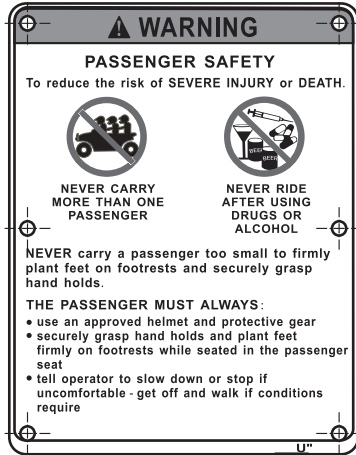 WARNING
PASSENGER SAFETY
To reduce the risk of SEVERE INJURY or DEATH.
BEER
BEER
NEVER CARRY
MORE THAN ONE
PASSENGER
NEVER RIDE
AFTER USING
DRUGS OR
ALCOHOL
NEVER carry a passenger too small to firmly
plant feet on footrests and securely grasp
hand holds.
THE PASSENGER MUST ALWAYS:
• use an approved helmet and protective gear
• securely grasp hand holds and plant feet
firmly on footrests while seated in the passenger
seat
• tell operator to slow down or stop if
uncomfortable - get off and walk if conditions
require
U"